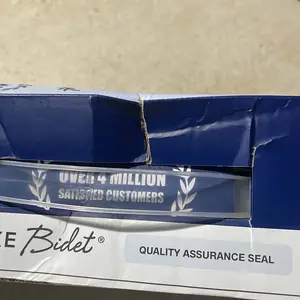 OVER 4 MILLION
SATISFIED CUSTOMERS
Bidet® QUALITY ASSURANCE SEAL